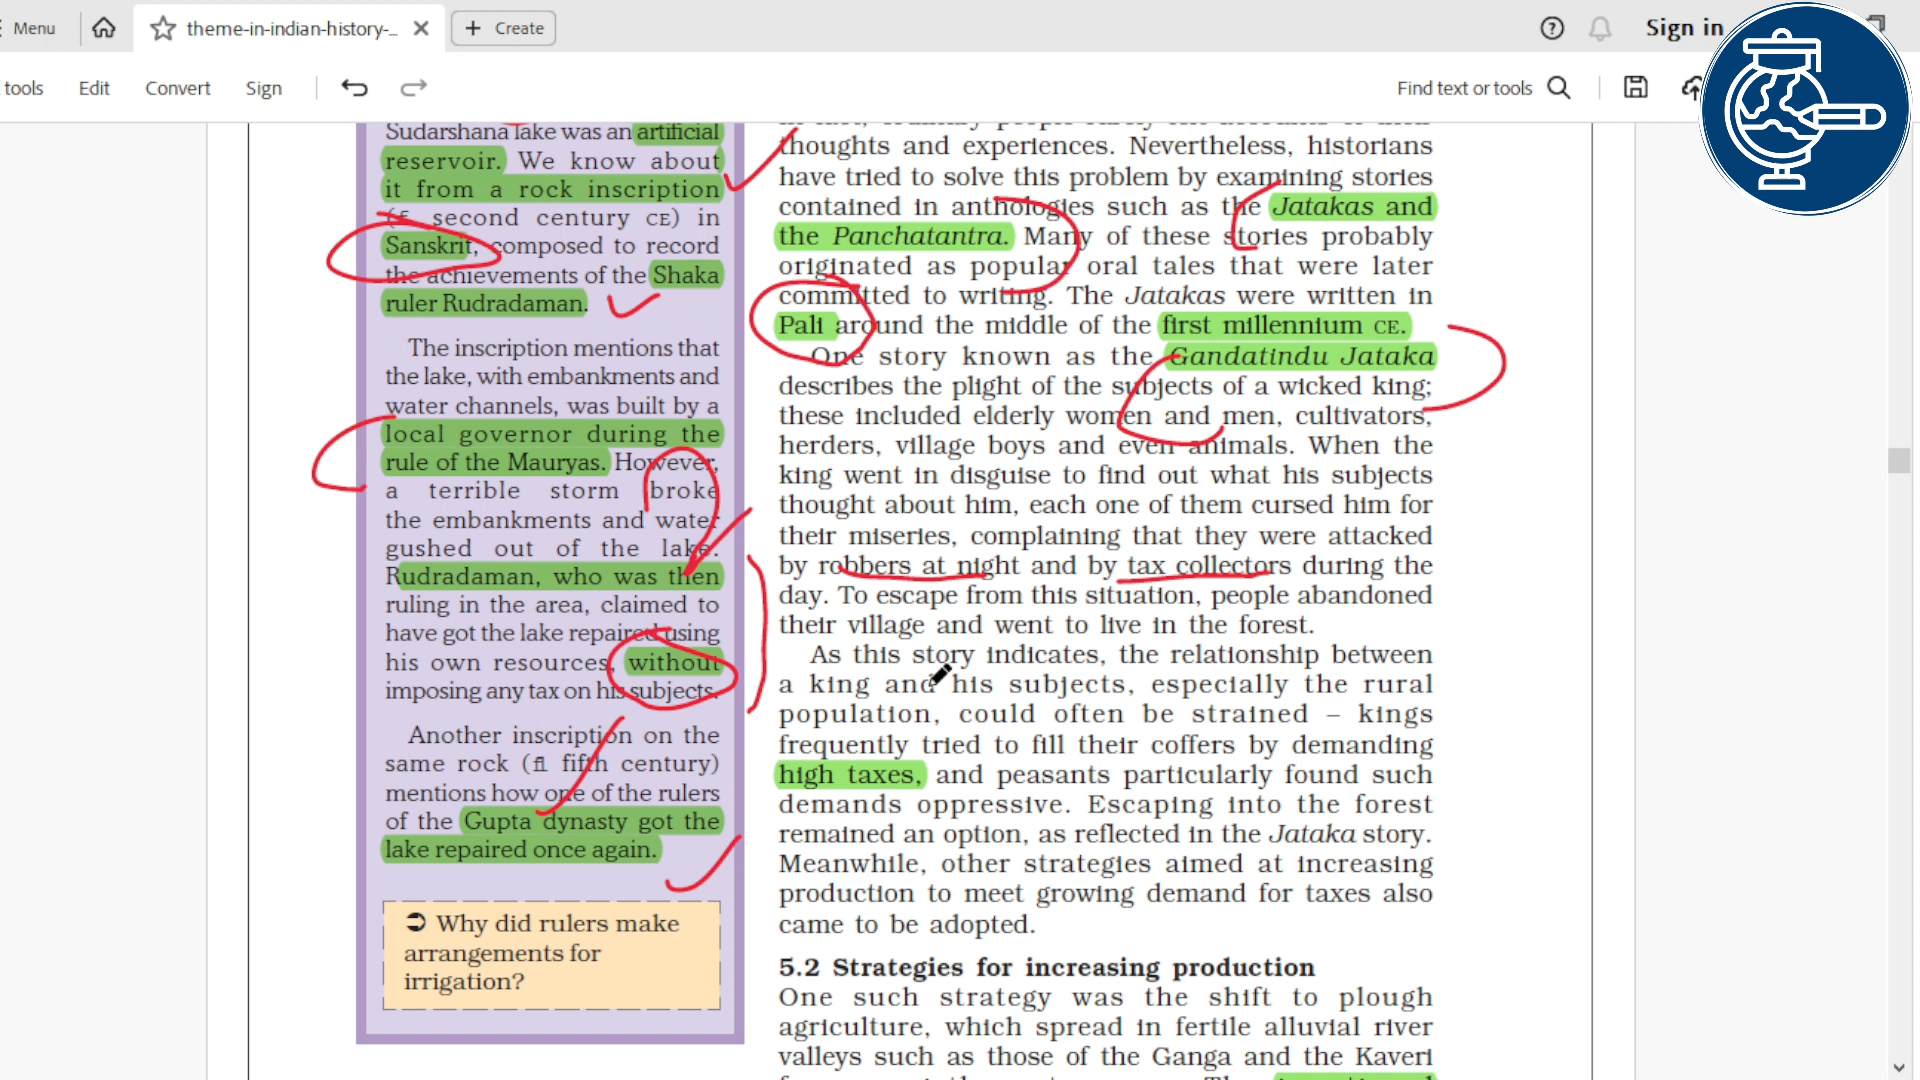 Menu
theme-in-indian-history-...
Create
Sign in
tools
Edit
Convert
Sign
Find text or tools
Sudarshana lake was an artificial
reservoir. We know about
it from a rock inscription
(fl. second century CE) in
Sanskrit, composed to record
the achievements of the Shaka
ruler Rudradaman.
The inscription mentions that
the lake, with embankments and
water channels, was built by a
local governor during the
rule of the Mauryas. However,
a terrible storm broke
the embankments and water
gushed out of the lake.
Rudradaman, who was then
ruling in the area, claimed to
have got the lake repaired using
his own resources, without
imposing any tax on his subjects.
Another inscription on the
same rock (fl. fifth century)
mentions how one of the rulers
of the Gupta dynasty got the
lake repaired once again.
➲ Why did rulers make
arrangements for
irrigation?
thoughts and experiences. Nevertheless, historians
have tried to solve this problem by examining stories
contained in anthologies such as the Jatakas and
the Panchatantra. Many of these stories probably
originated as popular oral tales that were later
committed to writing. The Jatakas were written in
Pali around the middle of the first millennium CE.
One story known as the Gandatindu Jataka
describes the plight of the subjects of a wicked king;
these included elderly women and men, cultivators,
herders, village boys and even animals. When the
king went in disguise to find out what his subjects
thought about him, each one of them cursed him for
their miseries, complaining that they were attacked
by robbers at night and by tax collectors during the
day. To escape from this situation, people abandoned
their village and went to live in the forest.
As this story indicates, the relationship between
a king and his subjects, especially the rural
population, could often be strained – kings
frequently tried to fill their coffers by demanding
high taxes, and peasants particularly found such
demands oppressive. Escaping into the forest
remained an option, as reflected in the Jataka story.
Meanwhile, other strategies aimed at increasing
production to meet growing demand for taxes also
came to be adopted.
5.2 Strategies for increasing production
One such strategy was the shift to plough
agriculture, which spread in fertile alluvial river
valleys such as those of the Ganga and the Kaveri